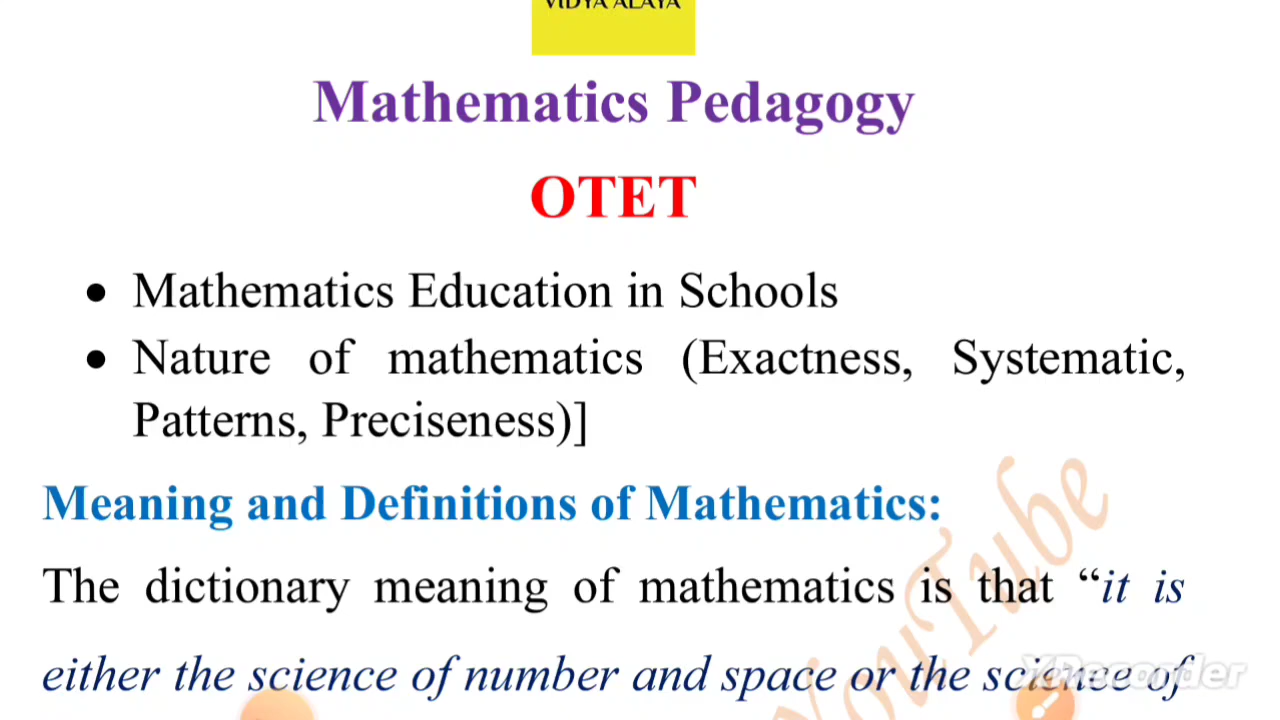 VIDYA ALAYA
Mathematics Pedagogy
OTET
• Mathematics Education in Schools
• Nature of mathematics (Exactness, Systematic,
Patterns, Preciseness)]
Meaning and Definitions of Mathematics:
The dictionary meaning of mathematics is that “it is
either the science of number and space or the science of
YouTube
XRecorder